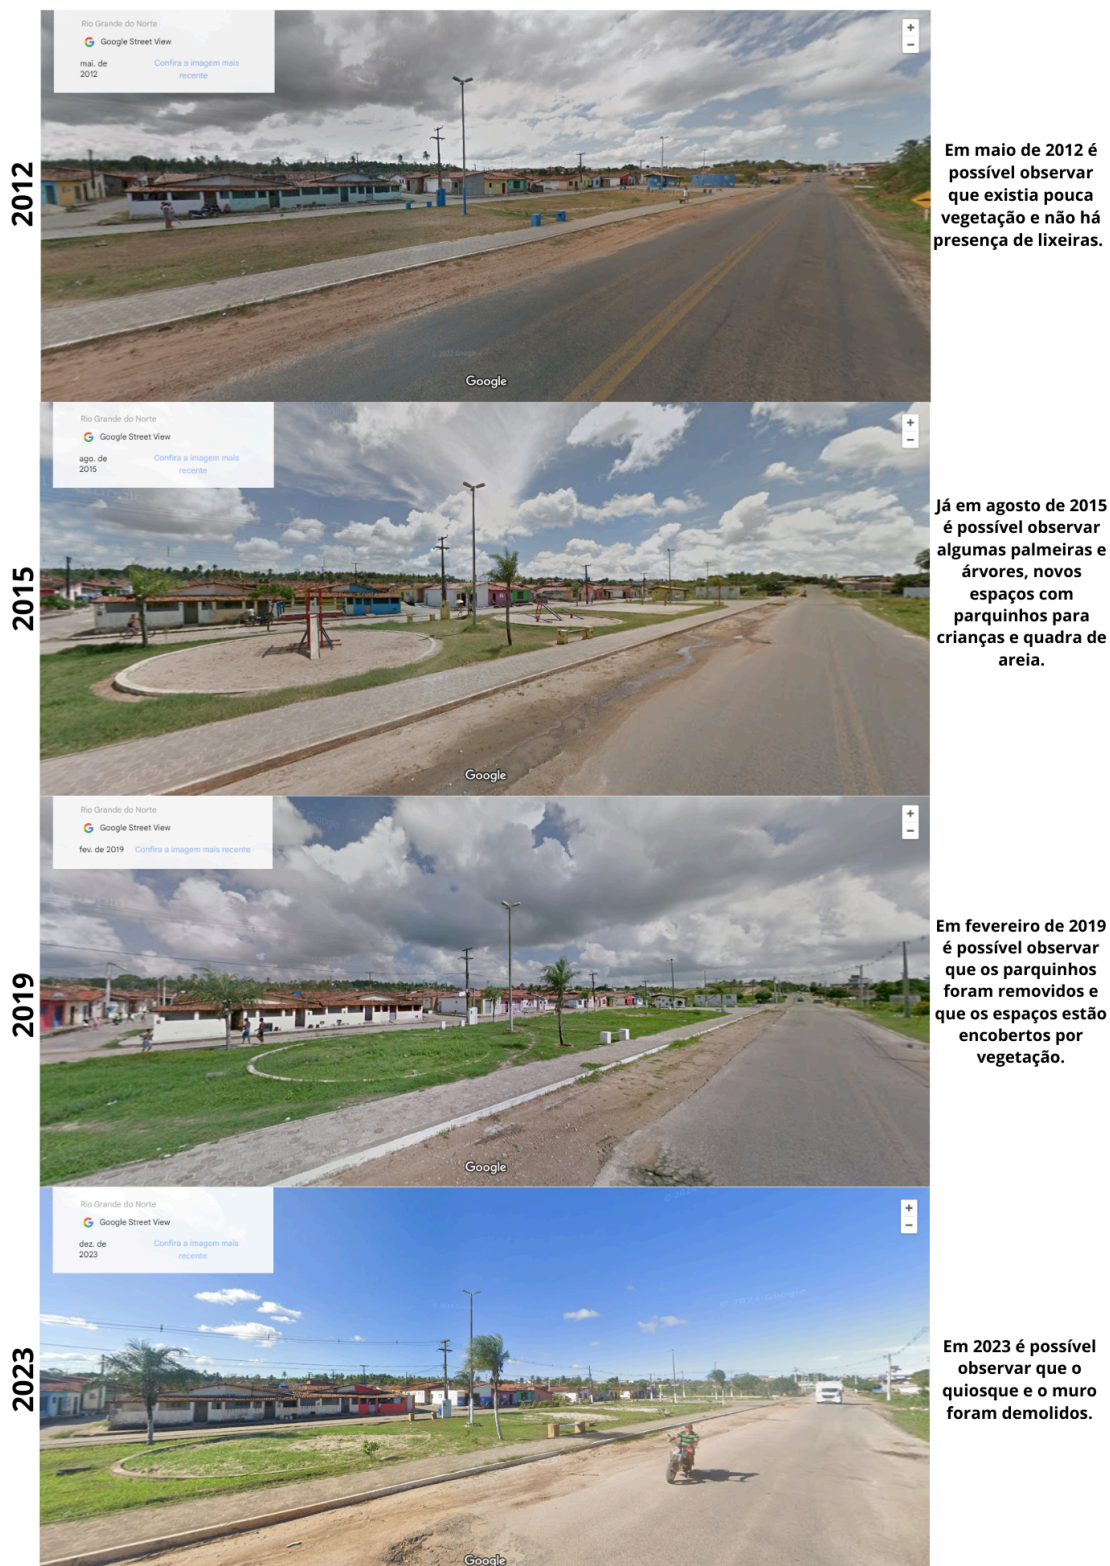 2012
Rio Grande do Norte
Google Street View
mai. de
2012
Confira a imagem mais
recente
+
−
Google
Em maio de 2012 é
possível observar
que existia pouca
vegetação e não há
presença de lixeiras.
2015
Rio Grande do Norte
Google Street View
ago. de
2015
Confira a imagem mais
recente
+
−
Google
Já em agosto de 2015
é possível observar
algumas palmeiras e
árvores, novos
espaços com
parquinhos para
crianças e quadra de
areia.
2019
Rio Grande do Norte
Google Street View
fev. de 2019 Confira a imagem mais recente
+
−
Google
Em fevereiro de 2019
é possível observar
que os parquinhos
foram removidos e
que os espaços estão
encobertos por
vegetação.
2023
Rio Grande do Norte
Google Street View
dez. de
2023
Confira a imagem mais
recente
+
−
Google
Em 2023 é possível
observar que o
quiosque e o muro
foram demolidos.